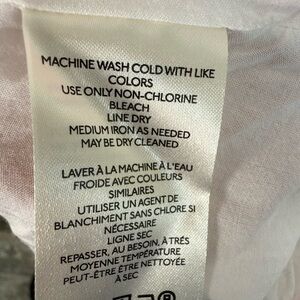 MACHINE WASH COLD WITH LIKE
COLORS
USE ONLY NON-CHLORINE
BLEACH
LINE DRY
MEDIUM IRON AS NEEDED
MAY BE DRY CLEANED
LAVER À LA MACHINE À L'EAU
FROIDE AVEC COULEURS
SIMILAIRES
UTILISER UN AGENT DE
BLANCHIMENT SANS CHLORE SI
NÉCESSAIRE
LIGNE SEC
REPASSER, AU BESOIN, À TRÉS
MOYENNE TEMPÉRATURE
PEUT-ÊTRE ÊTRE NETTOYÉE
À SEC